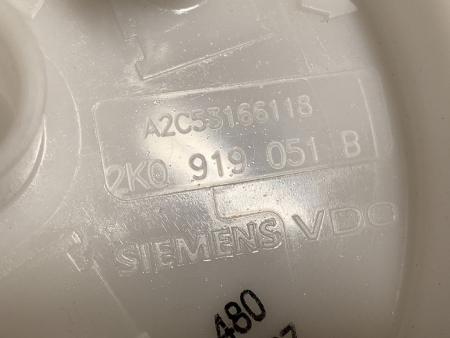 A2C53166118
2K0 919 051 B
SIEMENS VDO
480